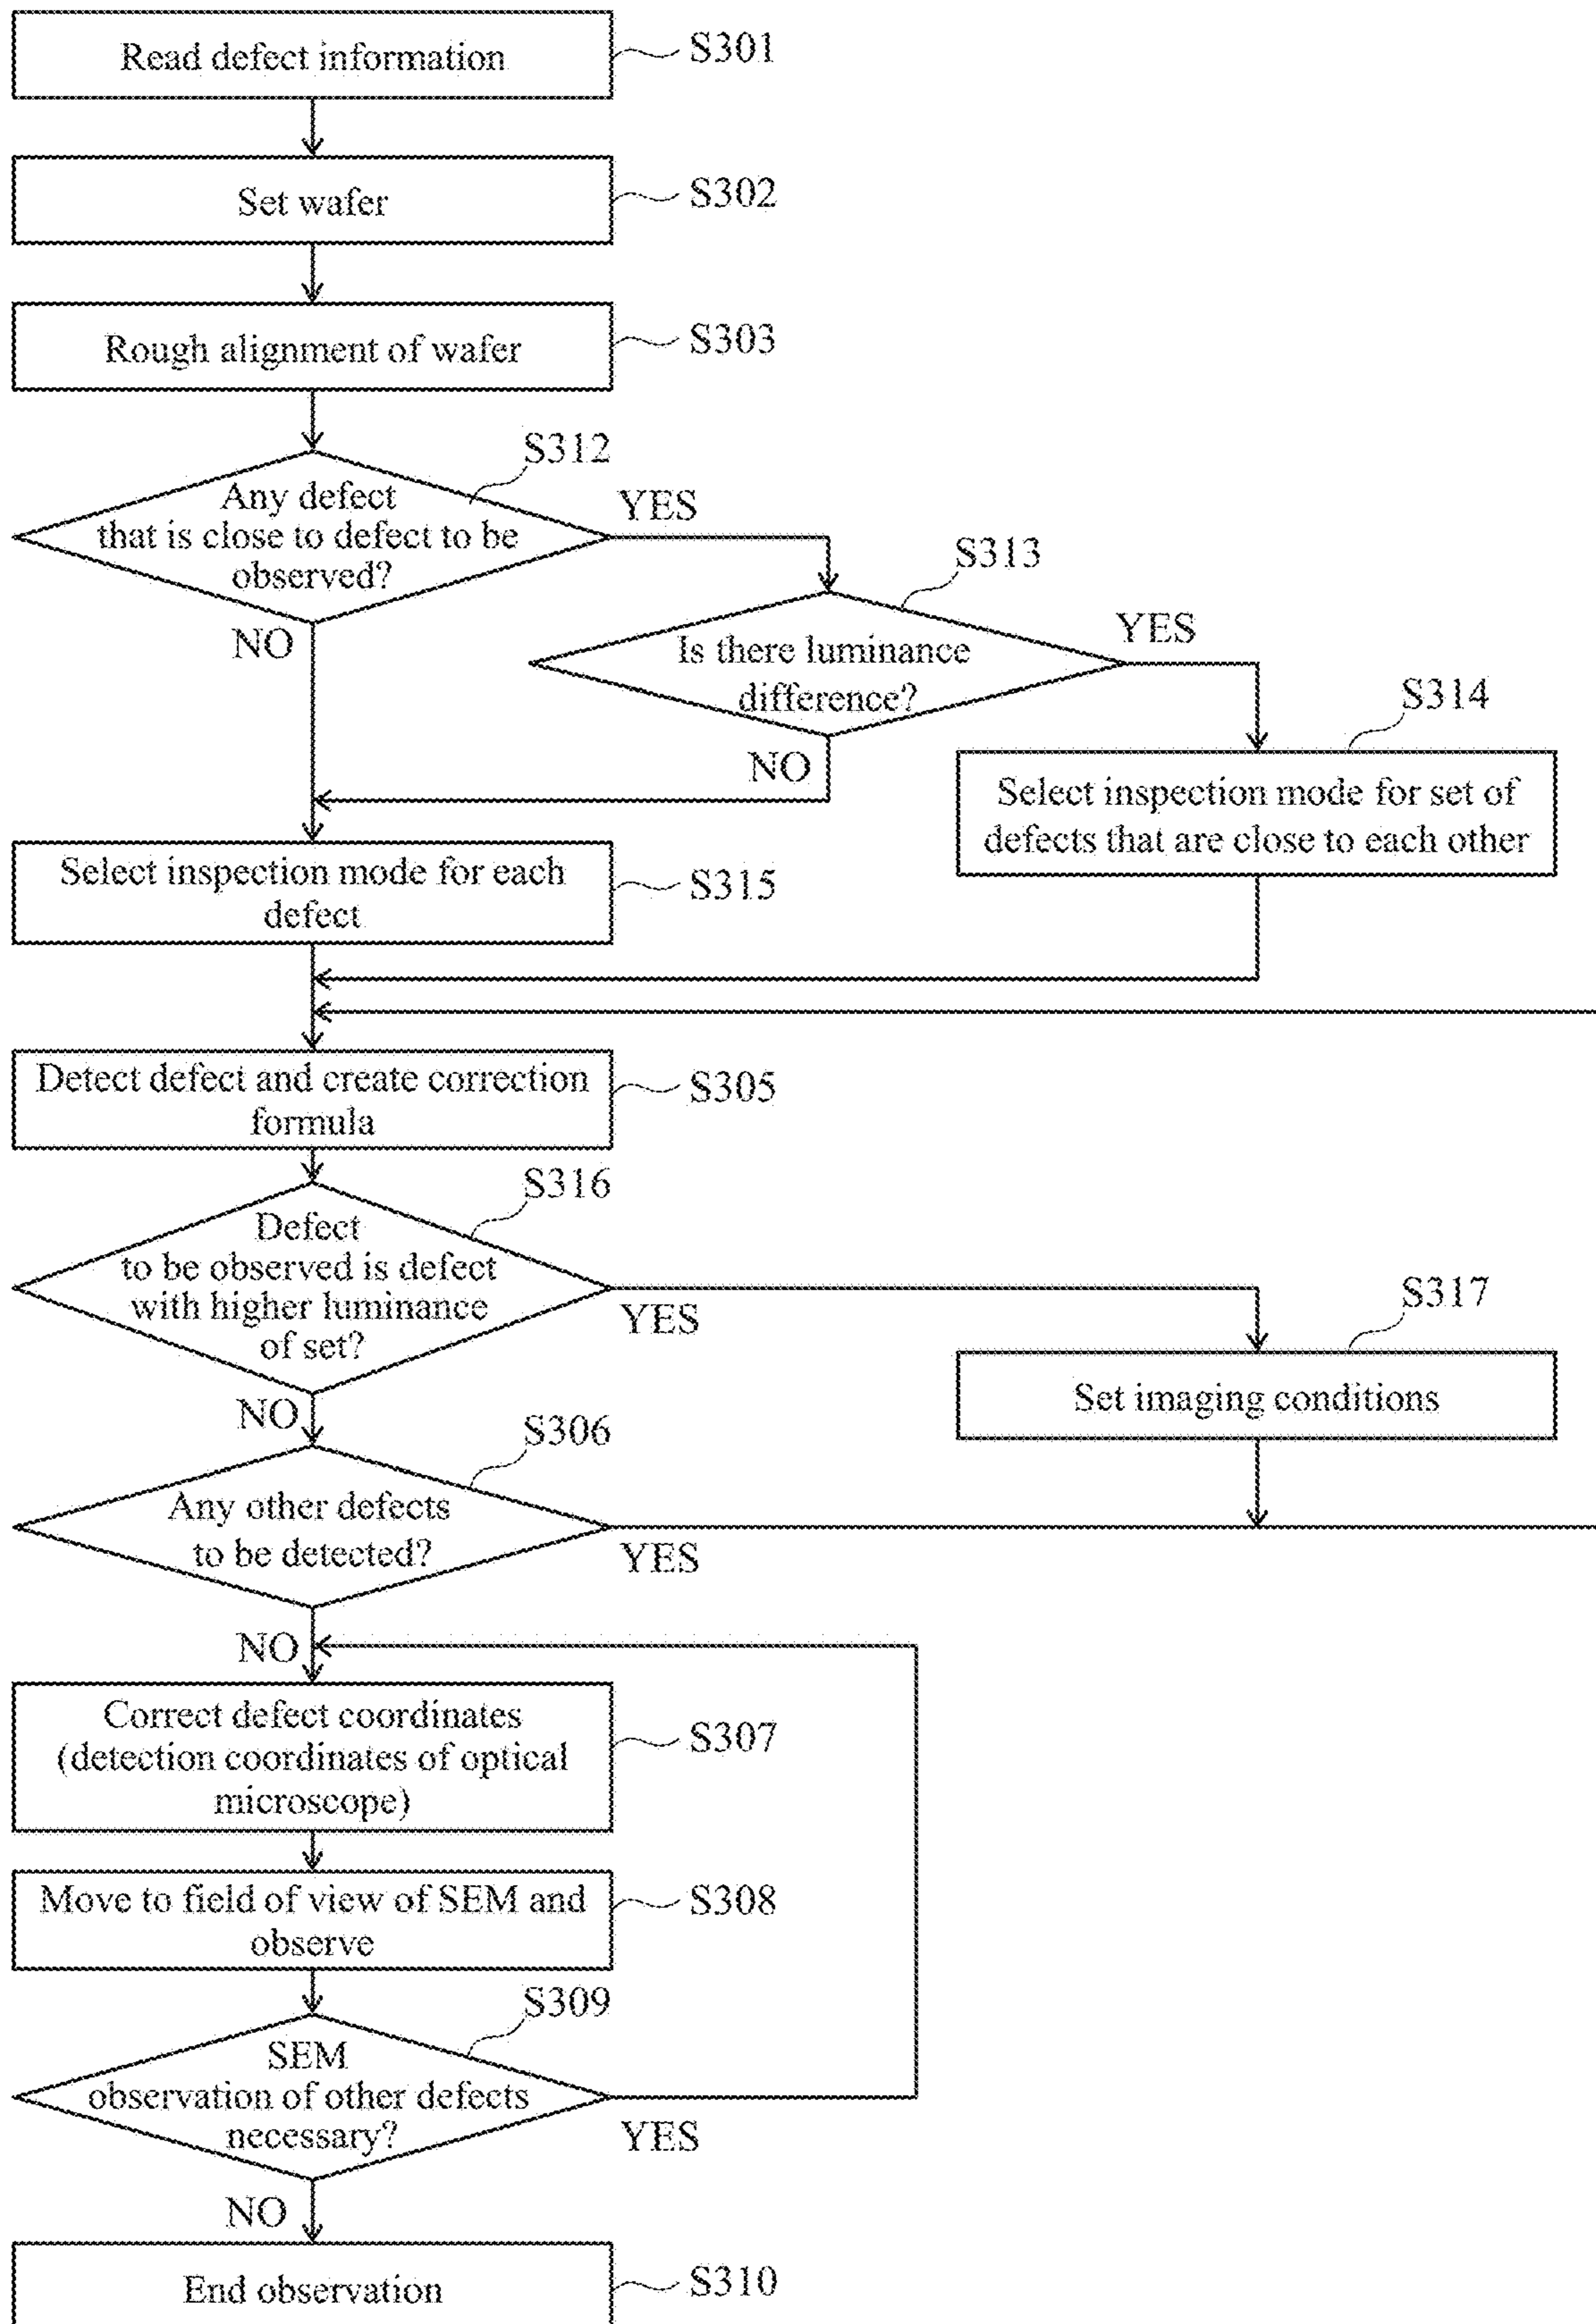 Read defect information
S301
Set wafer
S302
Rough alignment of wafer
S303
S312
Any defect
that is close to defect to be
observed?
YES
NO
S313
Is there luminance
difference?
YES
NO
S314
Select inspection mode for set of
defects that are close to each other
Select inspection mode for each
defect
S315
Detect defect and create correction
formula
S305
S316
Defect
to be observed is defect
with higher luminance
of set?
YES
NO
S317
Set imaging conditions
S306
Any other defects
to be detected?
YES
NO
Correct defect coordinates
(detection coordinates of optical
microscope)
S307
Move to field of view of SEM and
observe
S308
S309
SEM
observation of other defects
necessary?
YES
NO
End observation
S310